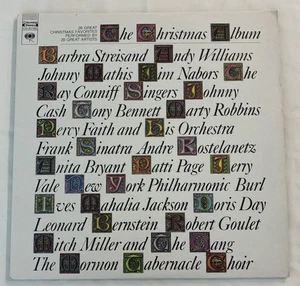 26 GREAT
CHRISTMAS FAVORITES
PERFORMED BY
26 GREAT ARTISTS
The Christmas Album
Barbra Streisand Andy Williams
Johnny Mathis Jim Nabors The
Ray Conniff Singers Johnny
Cash Tony Bennett Marty Robbins
Percy Faith and His Orchestra
Frank Sinatra Andre Kostelanetz
Anita Bryant Patti Page Jerry
Vale New York Philharmonic Burl
Ives Mahalia Jackson Doris Day
Leonard Bernstein Robert Goulet
Mitch Miller and The Gang
The Mormon Tabernacle Choir